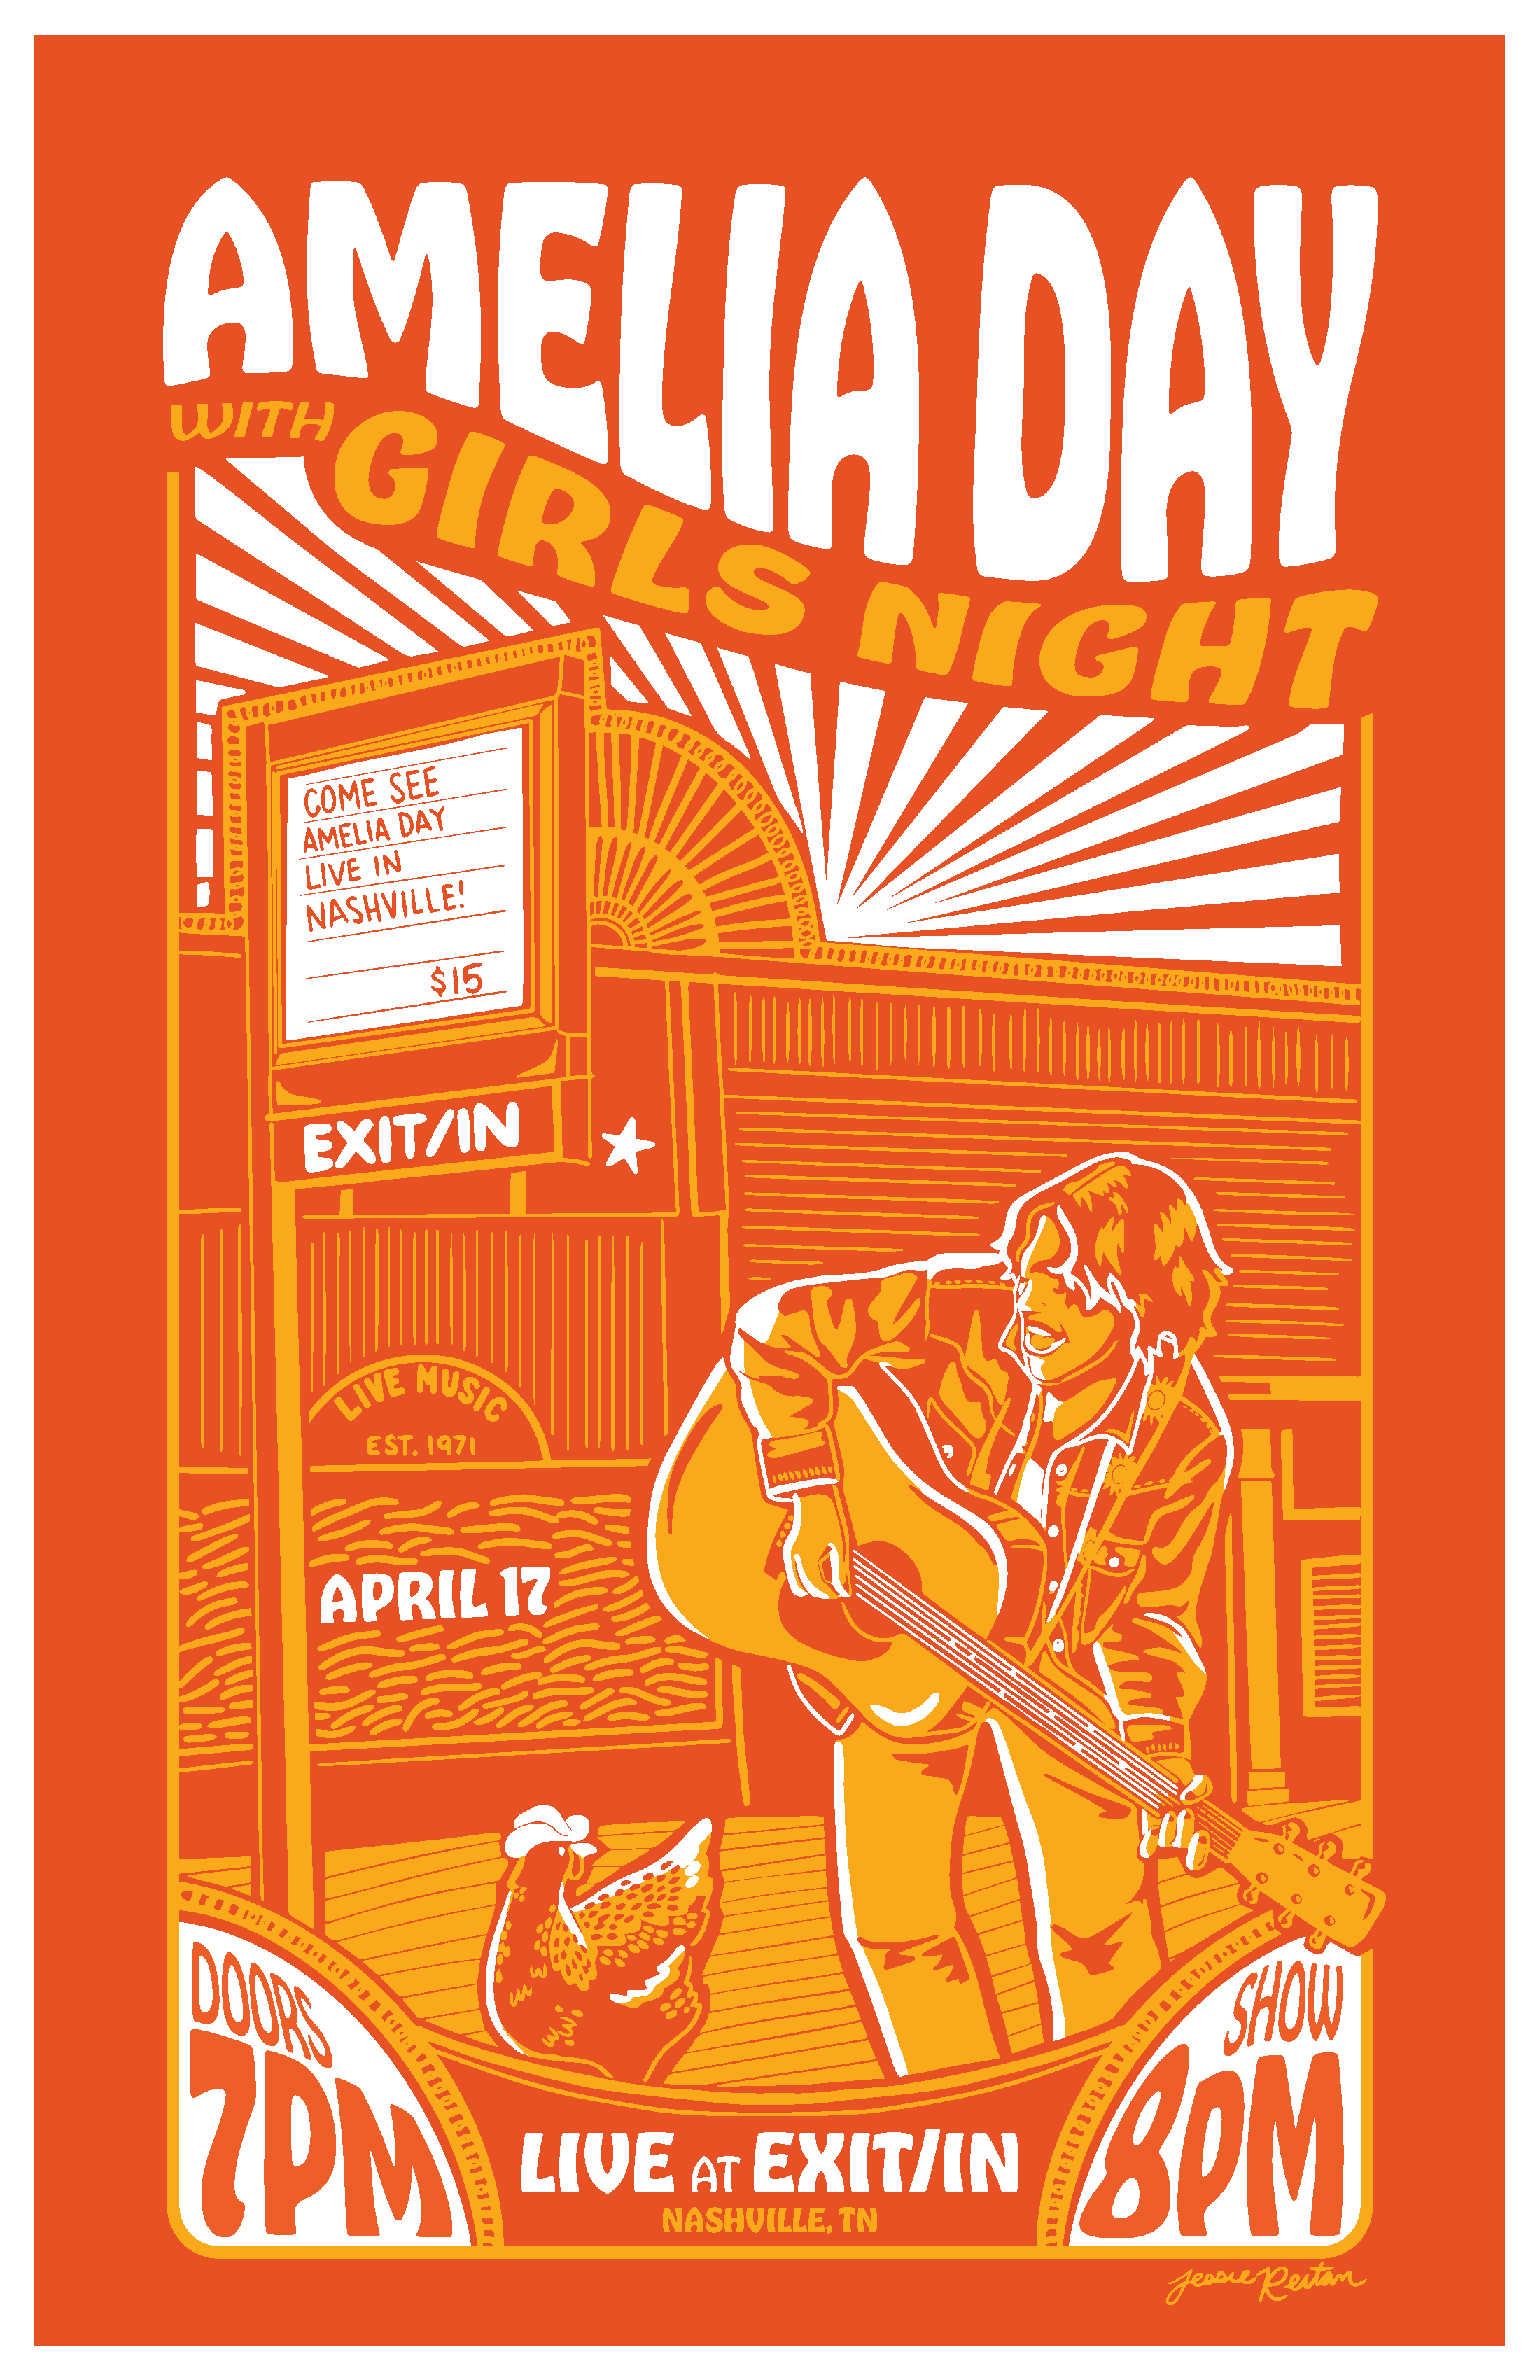 AMELIA DAY
WITH GIRLS NIGHT
COME SEE
AMELIA DAY
LIVE IN
NASHVILLE!
$15
EXIT/IN
LIVE MUSIC
EST. 1971
APRIL 17
DOORS
7PM
SHOW
8PM
LIVE AT EXIT/IN
NASHVILLE, TN
Jessie